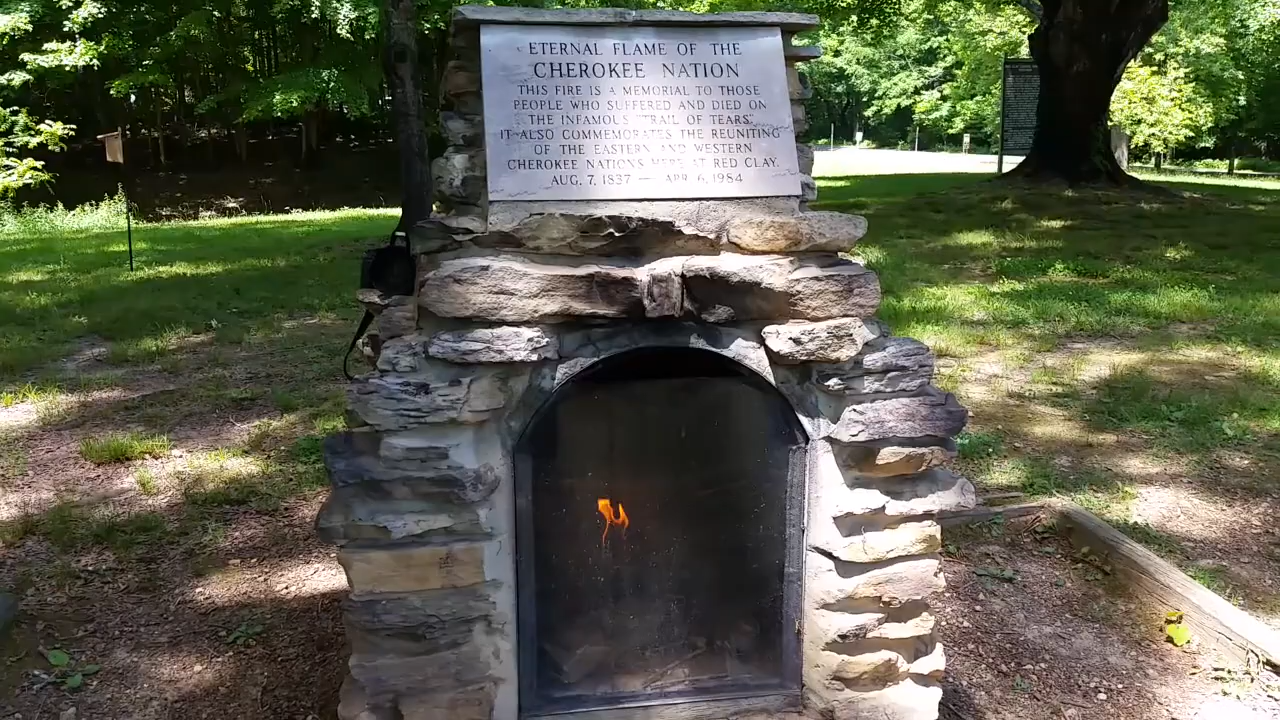 ETERNAL FLAME OF THE
CHEROKEE NATION
THIS FIRE IS A MEMORIAL TO THOSE
PEOPLE WHO SUFFERED AND DIED ON
THE INFAMOUS "TRAIL OF TEARS".
IT ALSO COMMEMORATES THE REUNITING
OF THE EASTERN AND WESTERN
CHEROKEE NATIONS HERE AT RED CLAY.
AUG. 7, 1837 — APR. 6, 1984